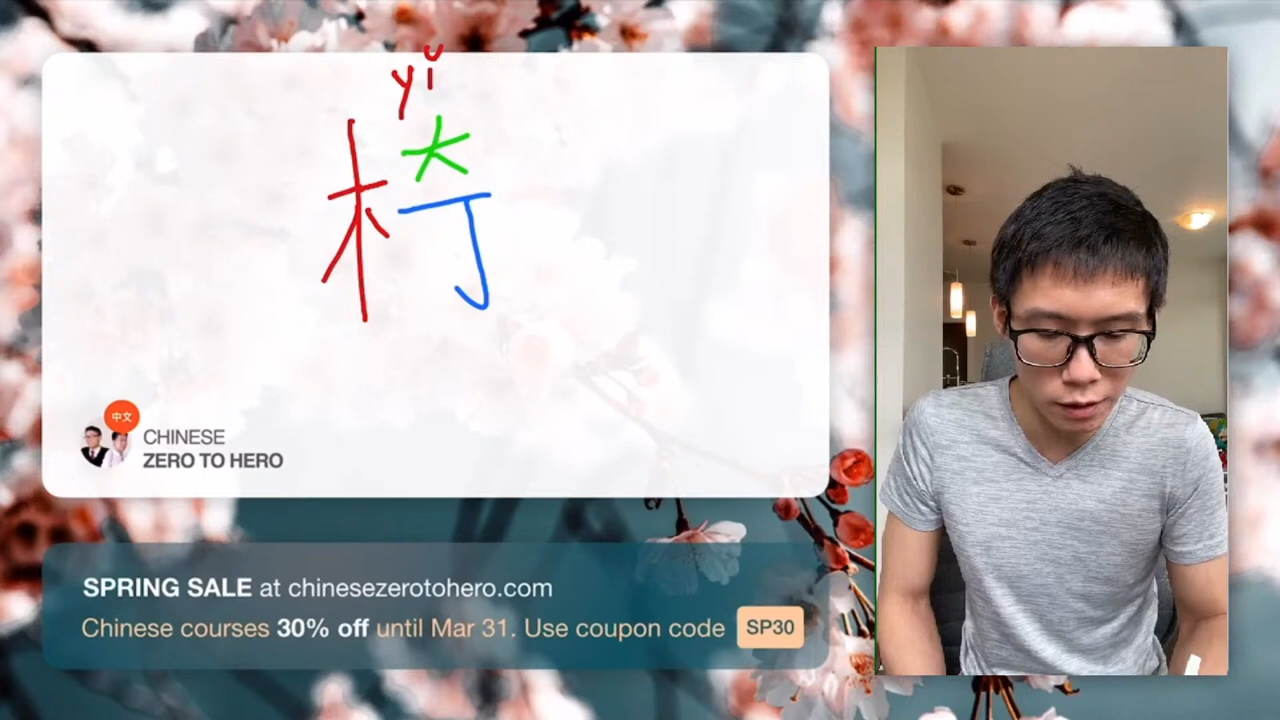 yǐ
中文
CHINESE
ZERO TO HERO
SPRING SALE at chinesezerotohero.com
Chinese courses 30% off until Mar 31. Use coupon code SP30